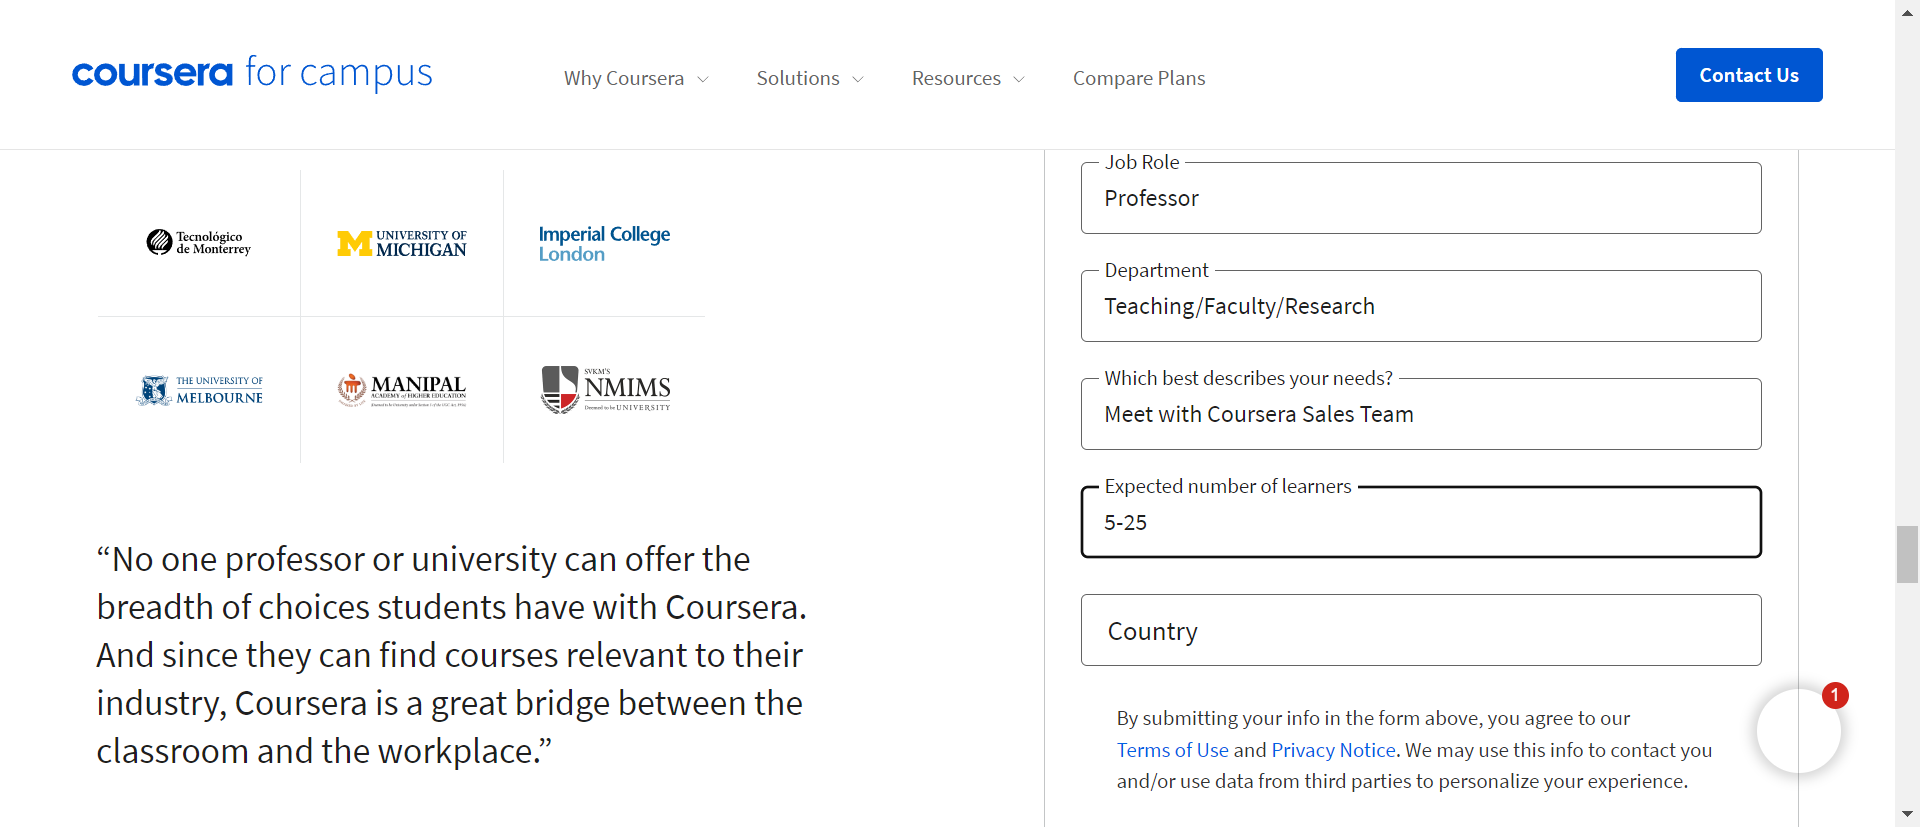 coursera for campus
Why Coursera
Solutions
Resources
Compare Plans
Contact Us
Tecnológico
de Monterrey
UNIVERSITY OF
MICHIGAN
Imperial College
London
THE UNIVERSITY OF
MELBOURNE
MANIPAL
ACADEMY of HIGHER EDUCATION
SVKM'S
NMIMS
Deemed to be UNIVERSITY
“No one professor or university can offer the
breadth of choices students have with Coursera.
And since they can find courses relevant to their
industry, Coursera is a great bridge between the
classroom and the workplace.”
Job Role
Professor
Department
Teaching/Faculty/Research
Which best describes your needs?
Meet with Coursera Sales Team
Expected number of learners
5-25
Country
By submitting your info in the form above, you agree to our
Terms of Use and Privacy Notice. We may use this info to contact you
and/or use data from third parties to personalize your experience.
1